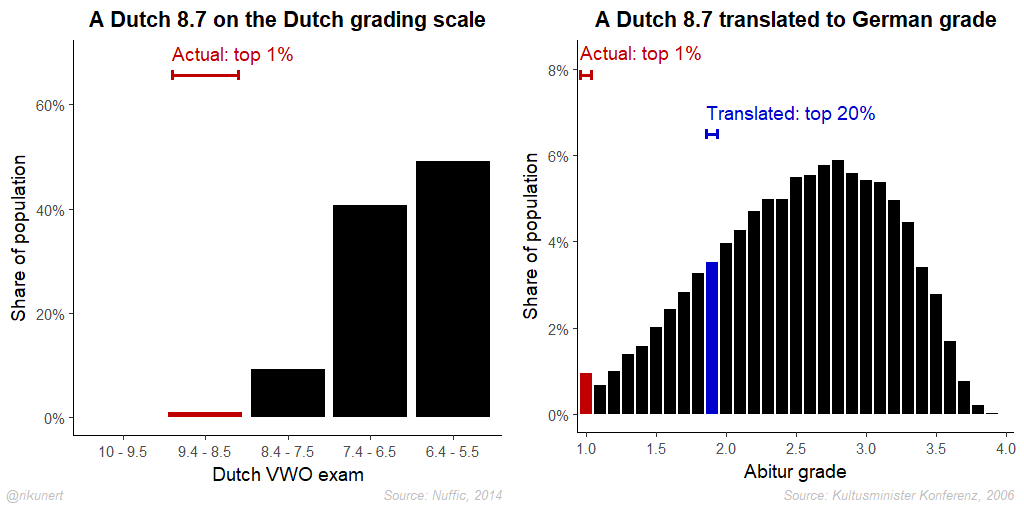 A Dutch 8.7 on the Dutch grading scale
Actual: top 1%
Share of population
60%
40%
20%
0%
10 - 9.5
9.4 - 8.5
8.4 - 7.5
7.4 - 6.5
6.4 - 5.5
Dutch VWO exam
@rikunert
Source: Nuffic, 2014
A Dutch 8.7 translated to German grade
Actual: top 1%
Translated: top 20%
Share of population
8%
6%
4%
2%
0%
1.0
1.5
2.0
2.5
3.0
3.5
4.0
Abitur grade
Source: Kultusminister Konferenz, 2006